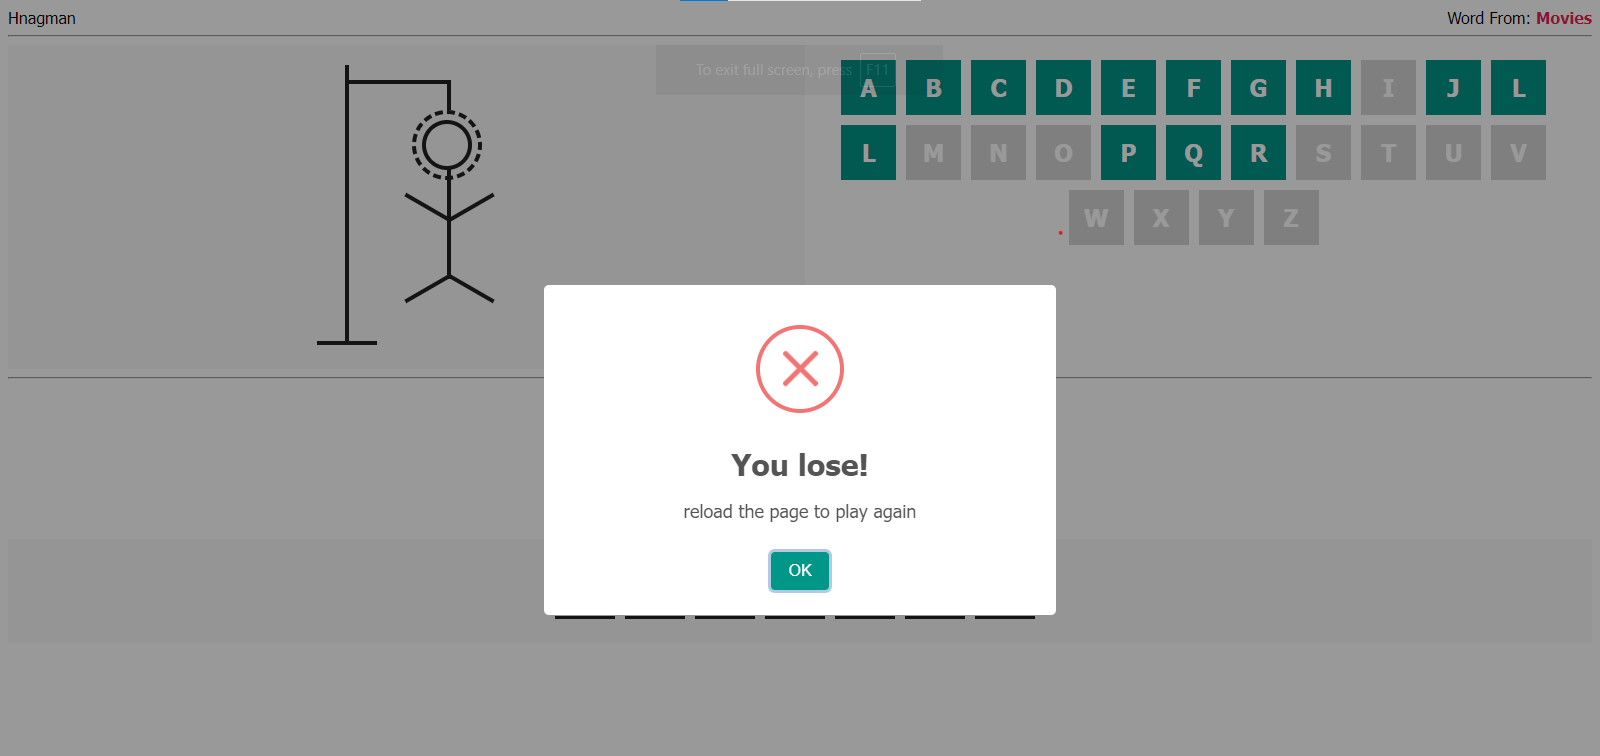 Hnagman
Word From: Movies
To exit full screen, press F11
A B C D E F G H I J L
L M N O P Q R S T U V
W X Y Z
You lose!
reload the page to play again
OK